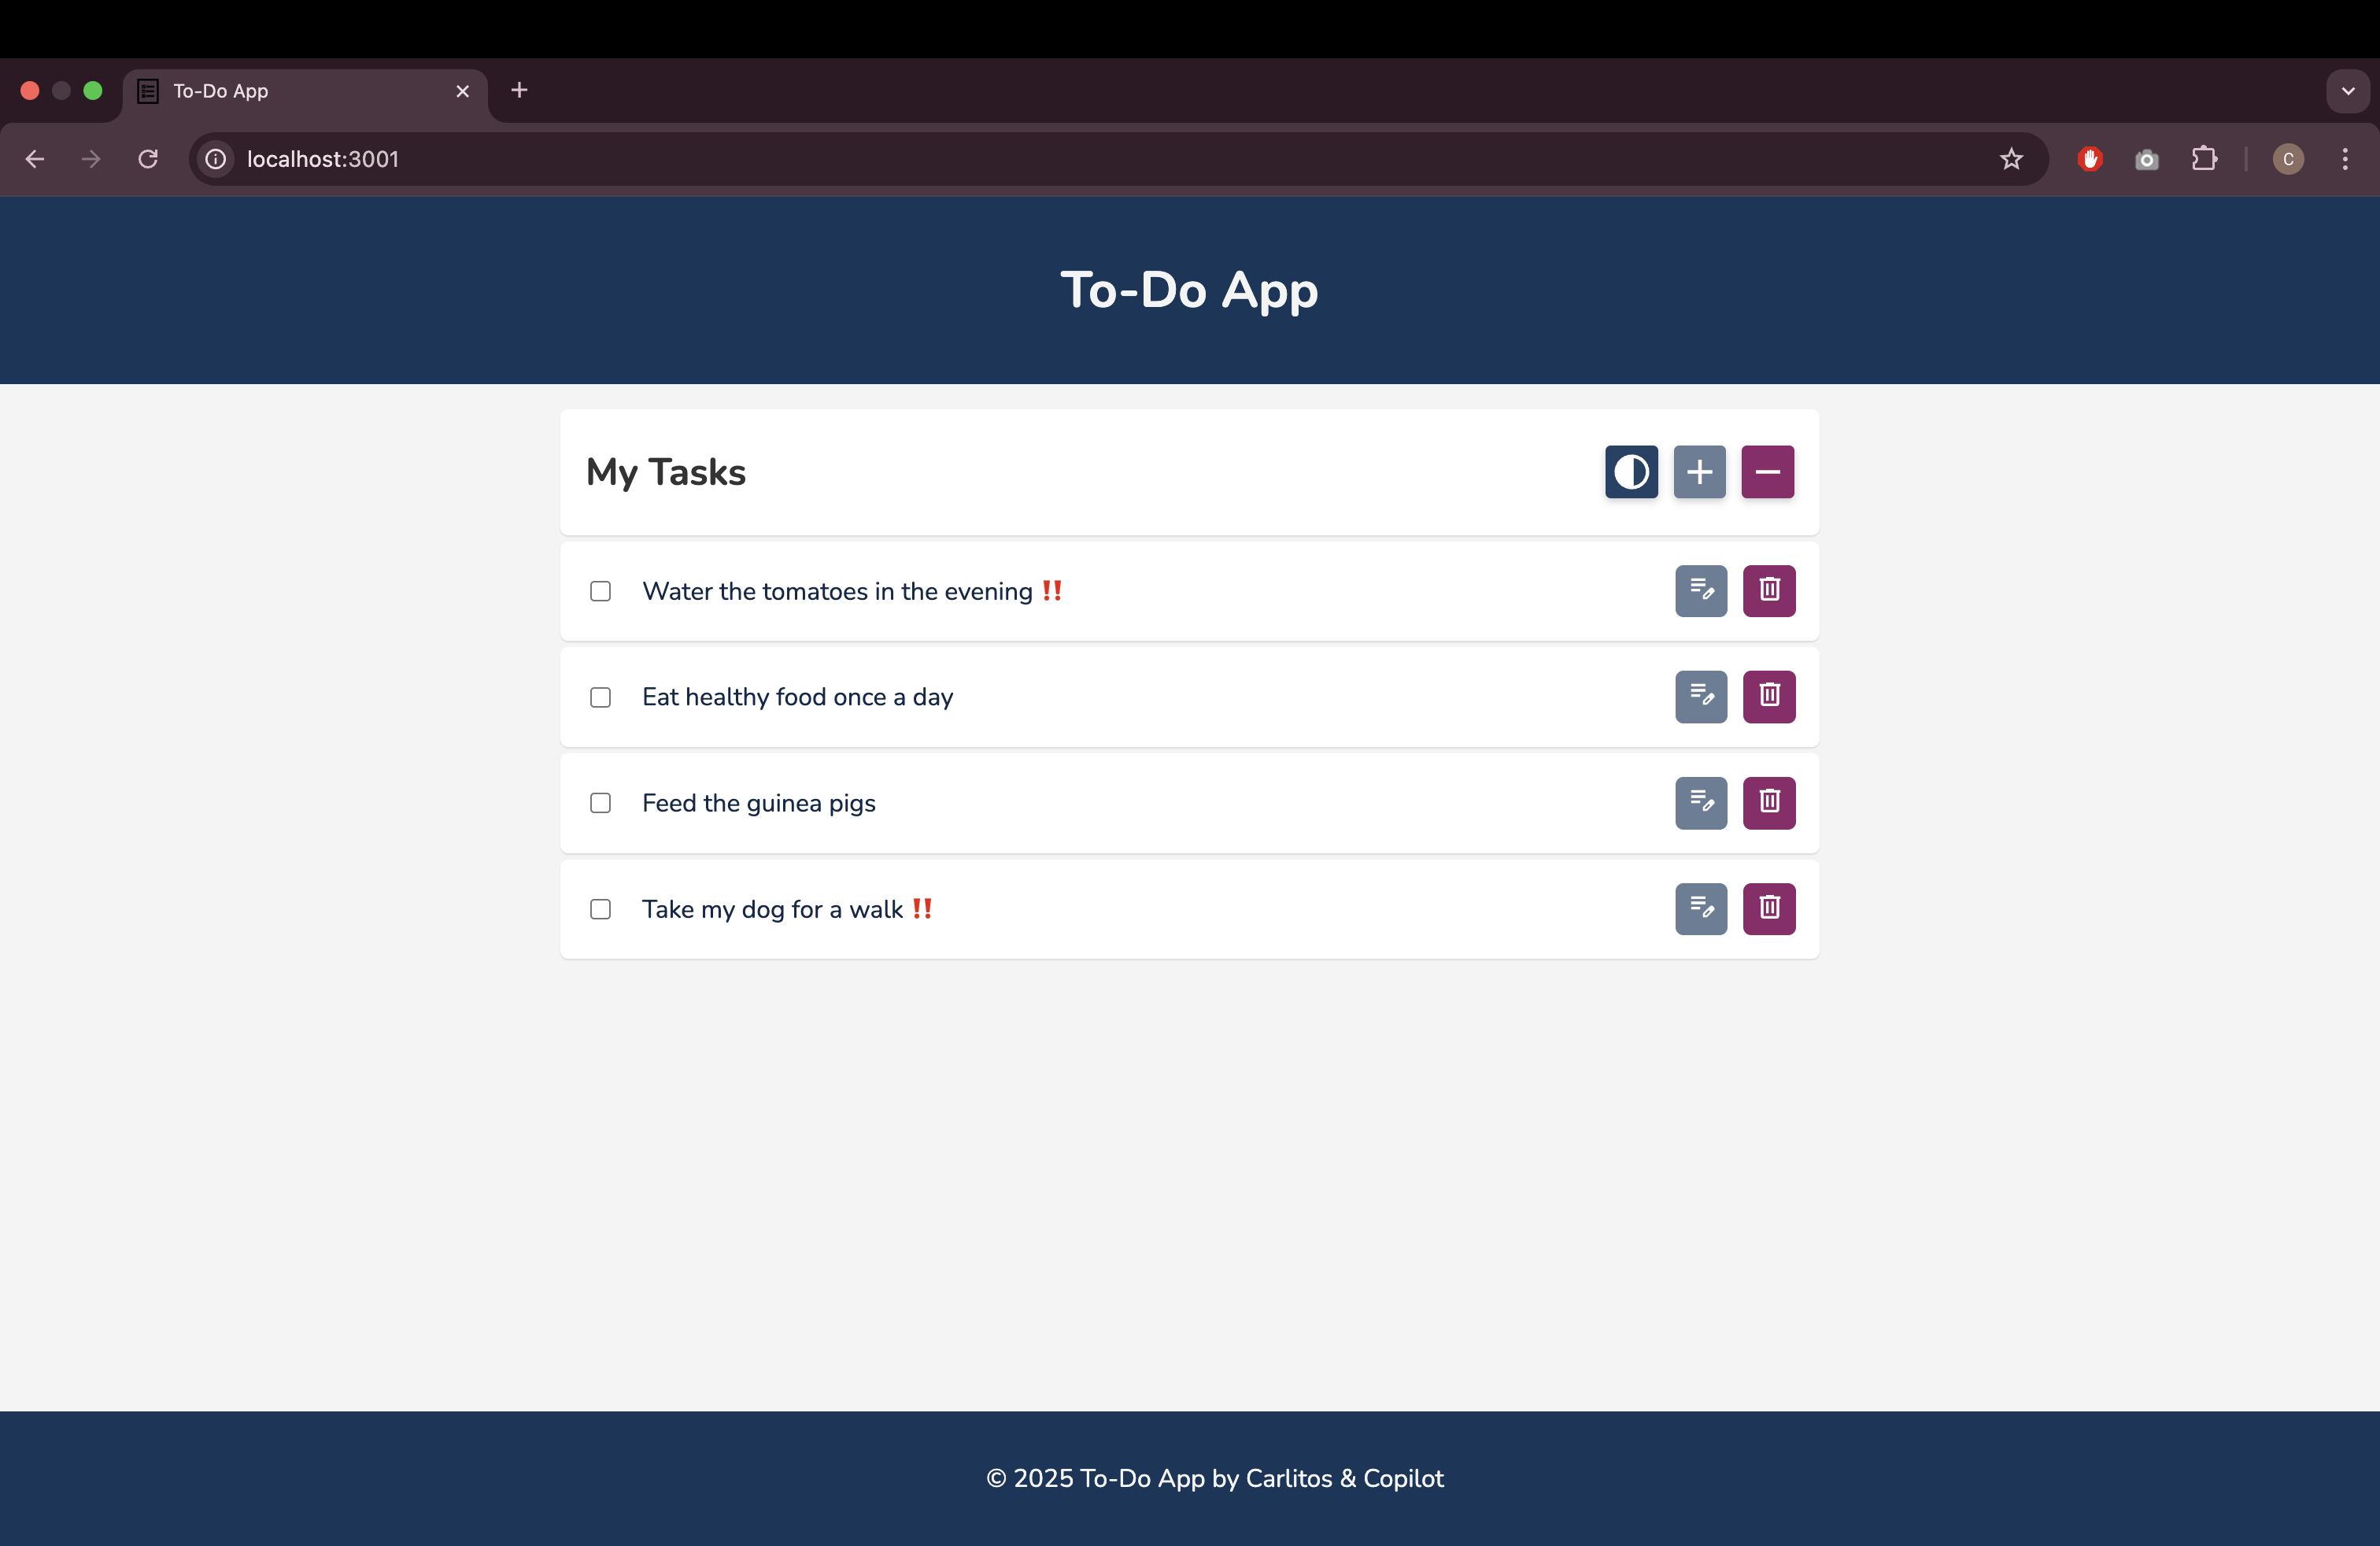 To-Do App
localhost:3001
C
To-Do App
My Tasks
Water the tomatoes in the evening ‼️
Eat healthy food once a day
Feed the guinea pigs
Take my dog for a walk ‼️
© 2025 To-Do App by Carlitos & Copilot